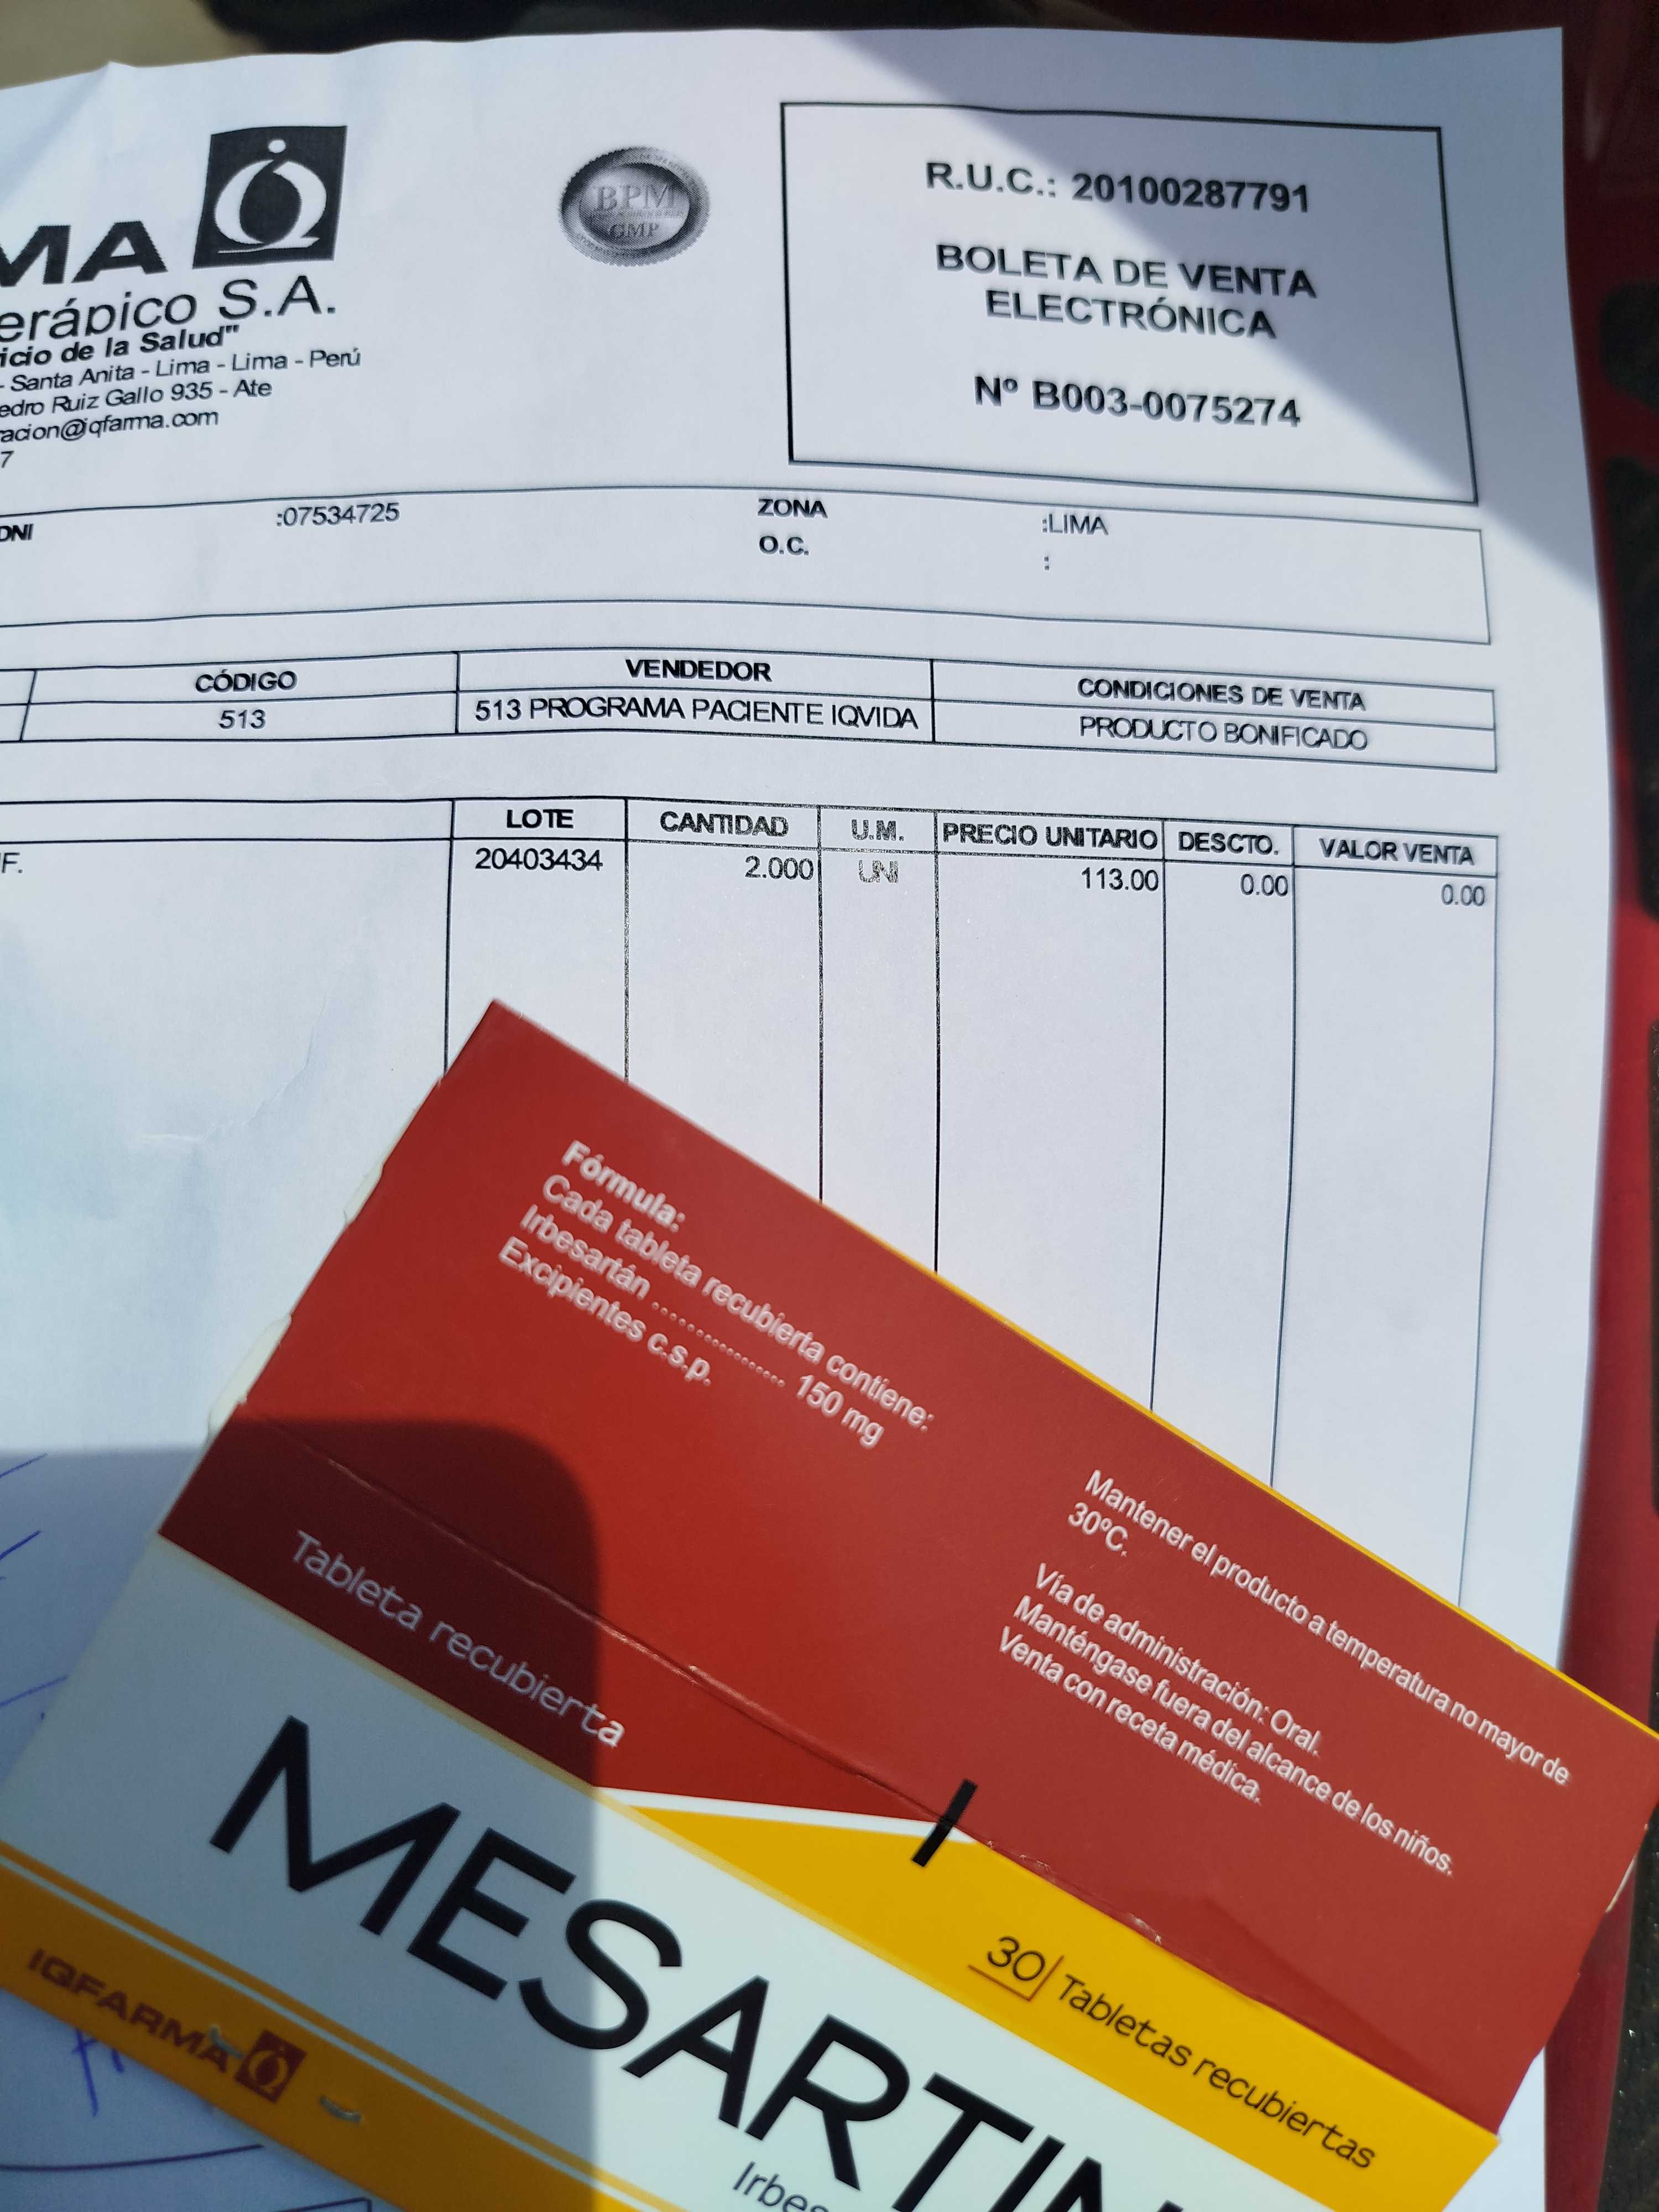 MA
erápico S.A.
icio de la Salud"
- Santa Anita - Lima - Lima - Perú
edro Ruiz Gallo 935 - Ate
racion@iqfarma.com
7
BPM
GMP
R.U.C.: 20100287791
BOLETA DE VENTA
ELECTRÓNICA
Nº B003-0075274
DNI :07534725 ZONA :LIMA
O.C. :
CÓDIGO VENDEDOR CONDICIONES DE VENTA
513 513 PROGRAMA PACIENTE IQVIDA PRODUCTO BONIFICADO
LOTE CANTIDAD U.M. PRECIO UNITARIO DESCTO. VALOR VENTA
F. 20403434 2.000 UNI 113.00 0.00 0.00
Fórmula:
Cada tableta recubierta contiene:
Irbesartán .................... 150 mg
Excipientes c.s.p.
Mantener el producto a temperatura no mayor de
30ºC.
Vía de administración: Oral.
Manténgase fuera del alcance de los niños.
Venta con receta médica.
Tableta recubierta
MESARTIN
Irbes
30 Tabletas recubiertas
IQFARMA